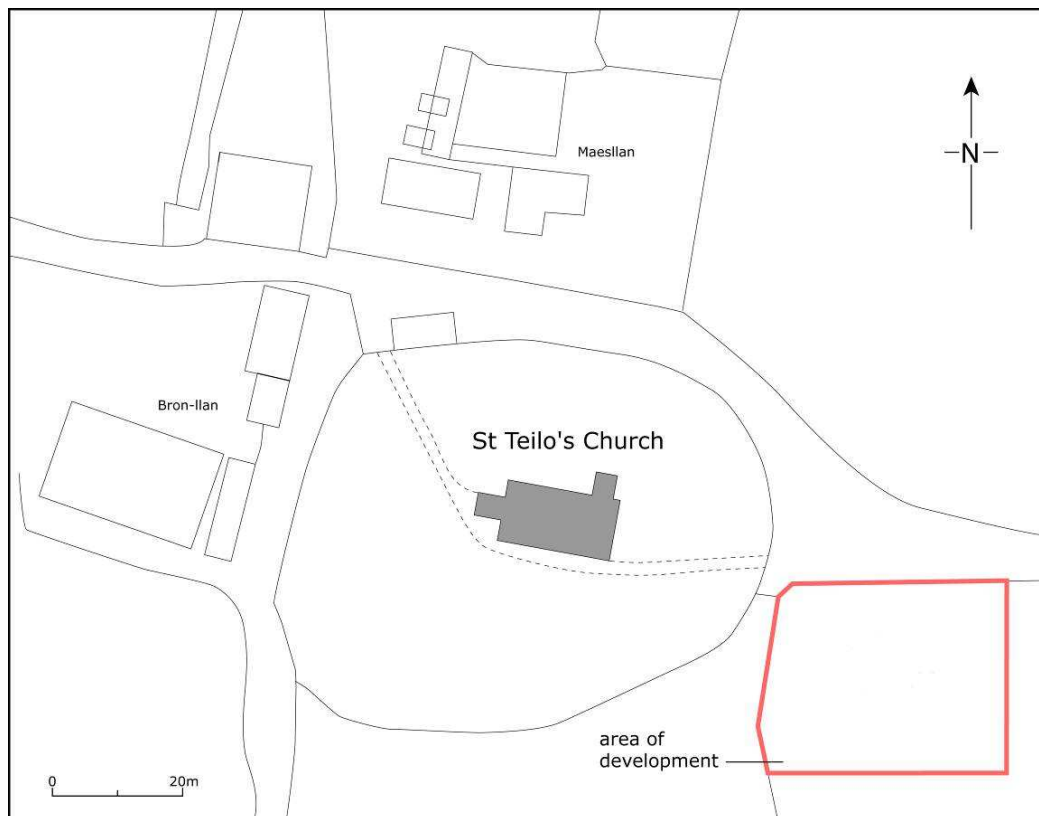 Maesllan
N
Bron-llan
St Teilo's Church
area of
development
0
20m